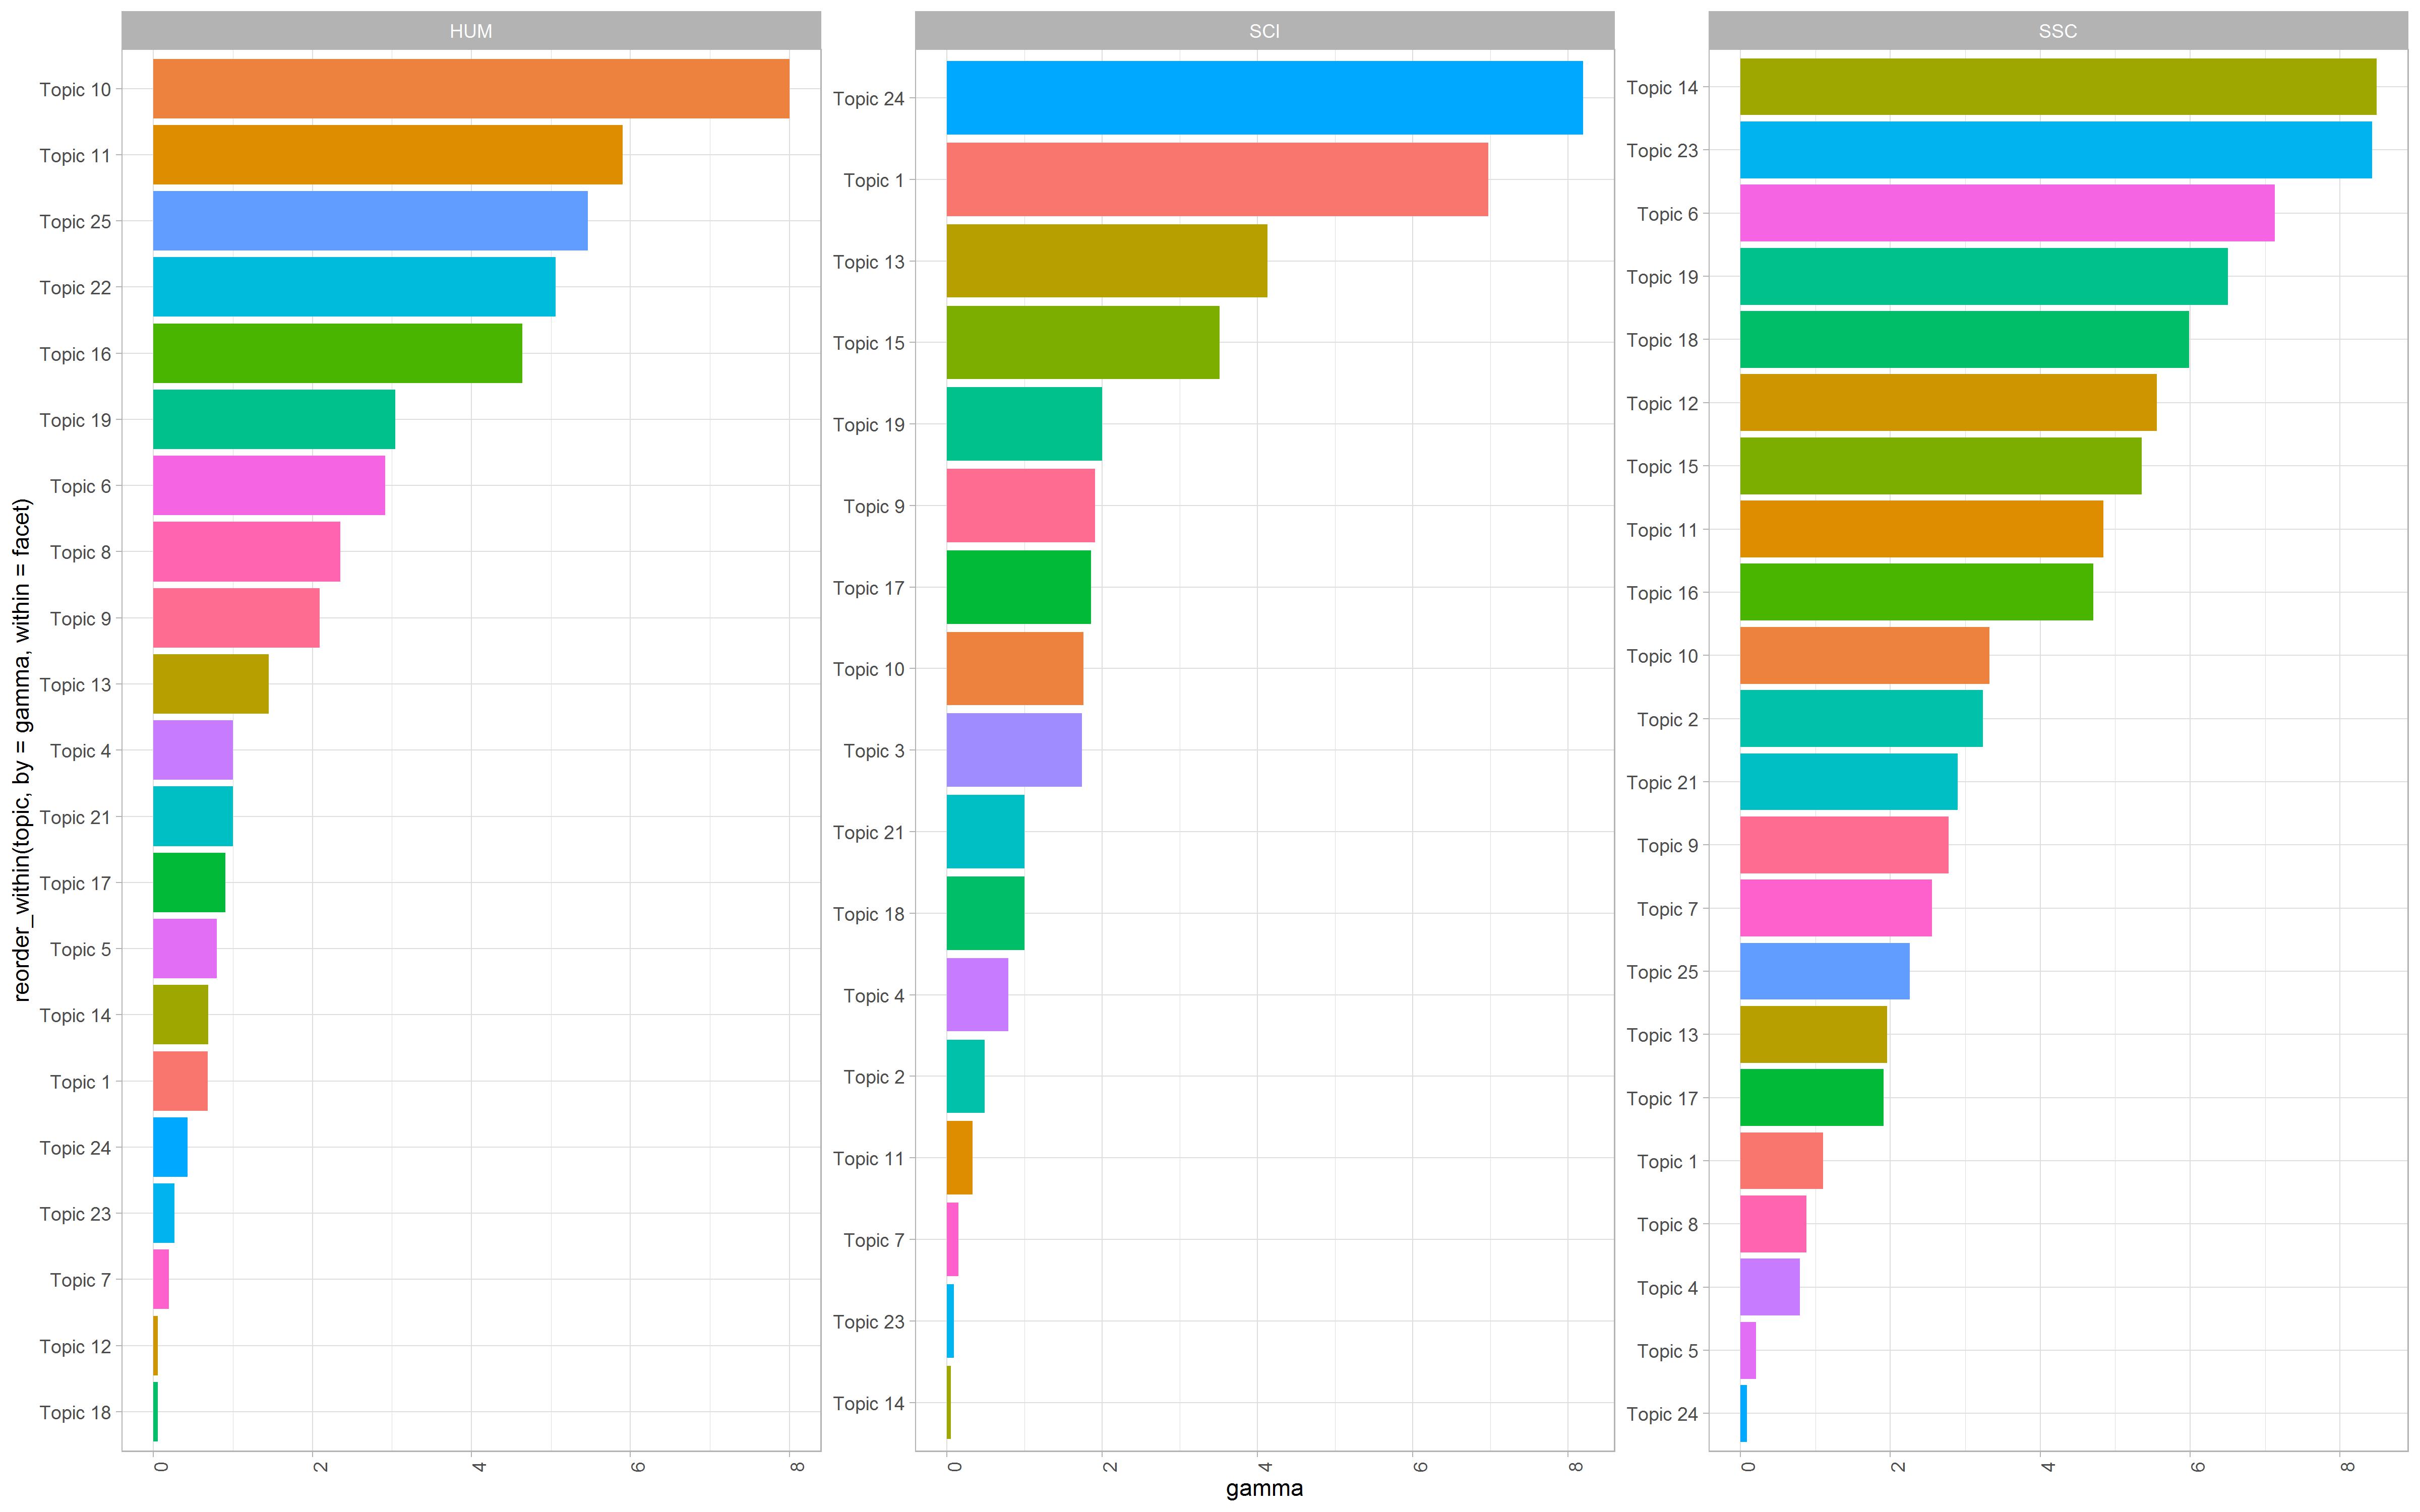 HUM
SCI
SSC
reorder_within(topic, by = gamma, within = facet)
Topic 10
Topic 11
Topic 25
Topic 22
Topic 16
Topic 19
Topic 6
Topic 8
Topic 9
Topic 13
Topic 4
Topic 21
Topic 17
Topic 5
Topic 14
Topic 1
Topic 24
Topic 23
Topic 7
Topic 12
Topic 18
0 2 4 6 8
Topic 24
Topic 1
Topic 13
Topic 15
Topic 19
Topic 9
Topic 17
Topic 10
Topic 3
Topic 21
Topic 18
Topic 4
Topic 2
Topic 11
Topic 7
Topic 23
Topic 14
0 2 4 6 8
Topic 14
Topic 23
Topic 6
Topic 19
Topic 18
Topic 12
Topic 15
Topic 11
Topic 16
Topic 10
Topic 2
Topic 21
Topic 9
Topic 7
Topic 25
Topic 13
Topic 17
Topic 1
Topic 8
Topic 4
Topic 5
Topic 24
0 2 4 6 8
gamma